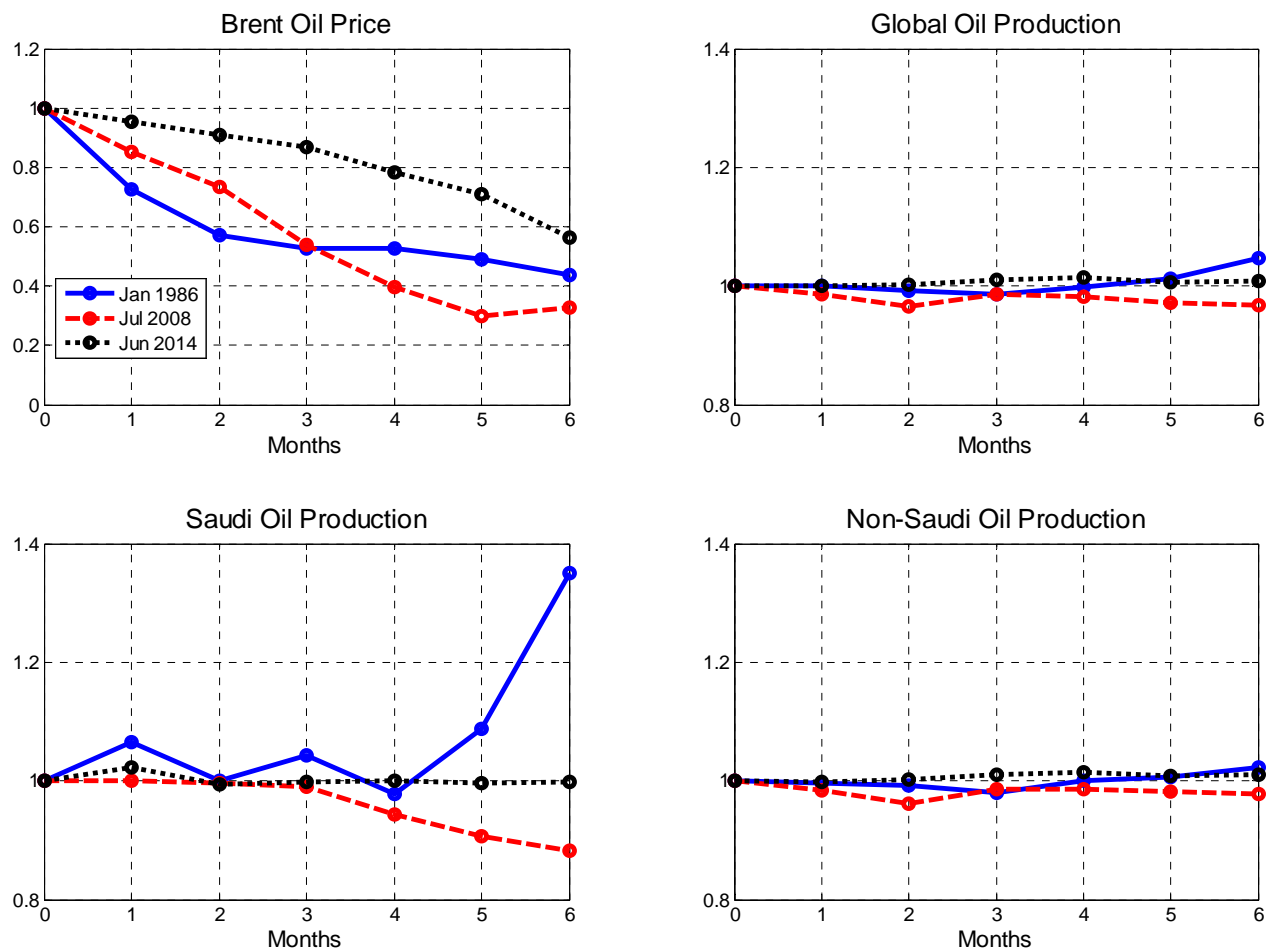 Brent Oil Price
1.2
1
0.8
0.6
0.4
0.2
0
Jan 1986
Jul 2008
Jun 2014
0 1 2 3 4 5 6
Months
Global Oil Production
1.4
1.2
1
0.8
0 1 2 3 4 5 6
Months
Saudi Oil Production
1.4
1.2
1
0.8
0 1 2 3 4 5 6
Months
Non-Saudi Oil Production
1.4
1.2
1
0.8
0 1 2 3 4 5 6
Months